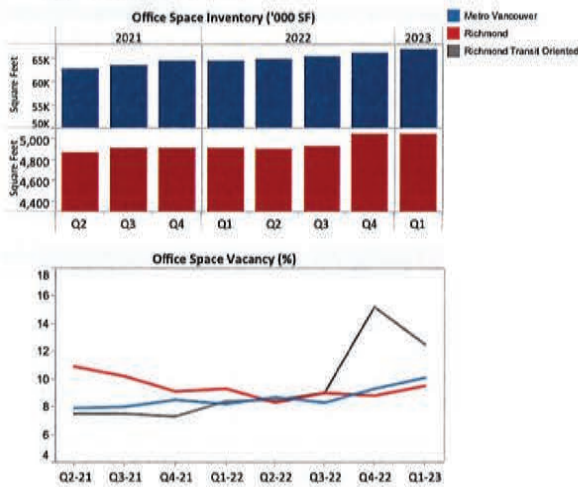 Office Space Inventory ('000 SF)
2021 2022 2023
Square Feet
65K
60K
55K
50K
Square Feet
5,000
4,800
4,600
4,400
Q2 Q3 Q4 Q1 Q2 Q3 Q4 Q1
Metro Vancouver
Richmond
Richmond Transit Oriented
Office Space Vacancy (%)
18
16
14
12
10
8
6
4
Q2-21 Q3-21 Q4-21 Q1-22 Q2-22 Q3-22 Q4-22 Q1-23